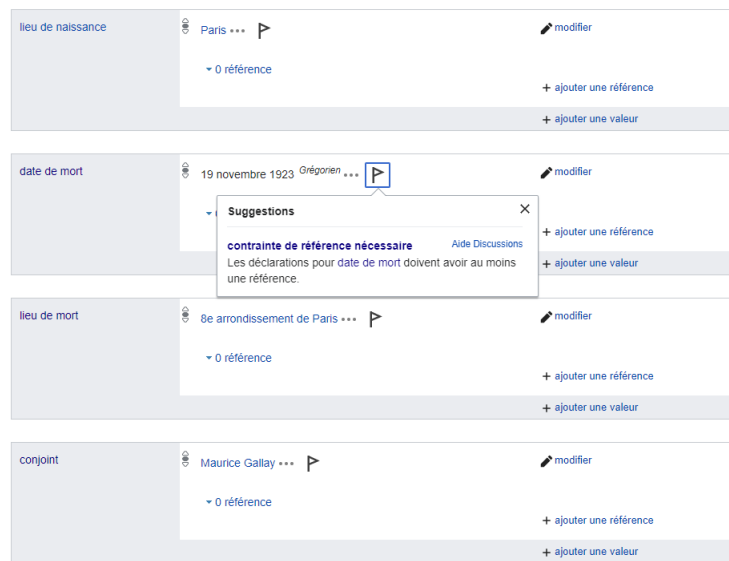 lieu de naissance
Paris
modifier
0 référence
+ ajouter une référence
+ ajouter une valeur
date de mort
19 novembre 1923 Grégorien
modifier
Suggestions
contrainte de référence nécessaire Aide Discussions
Les déclarations pour date de mort doivent avoir au moins
une référence.
+ ajouter une référence
+ ajouter une valeur
lieu de mort
8e arrondissement de Paris
modifier
0 référence
+ ajouter une référence
+ ajouter une valeur
conjoint
Maurice Gallay
modifier
0 référence
+ ajouter une référence
+ ajouter une valeur